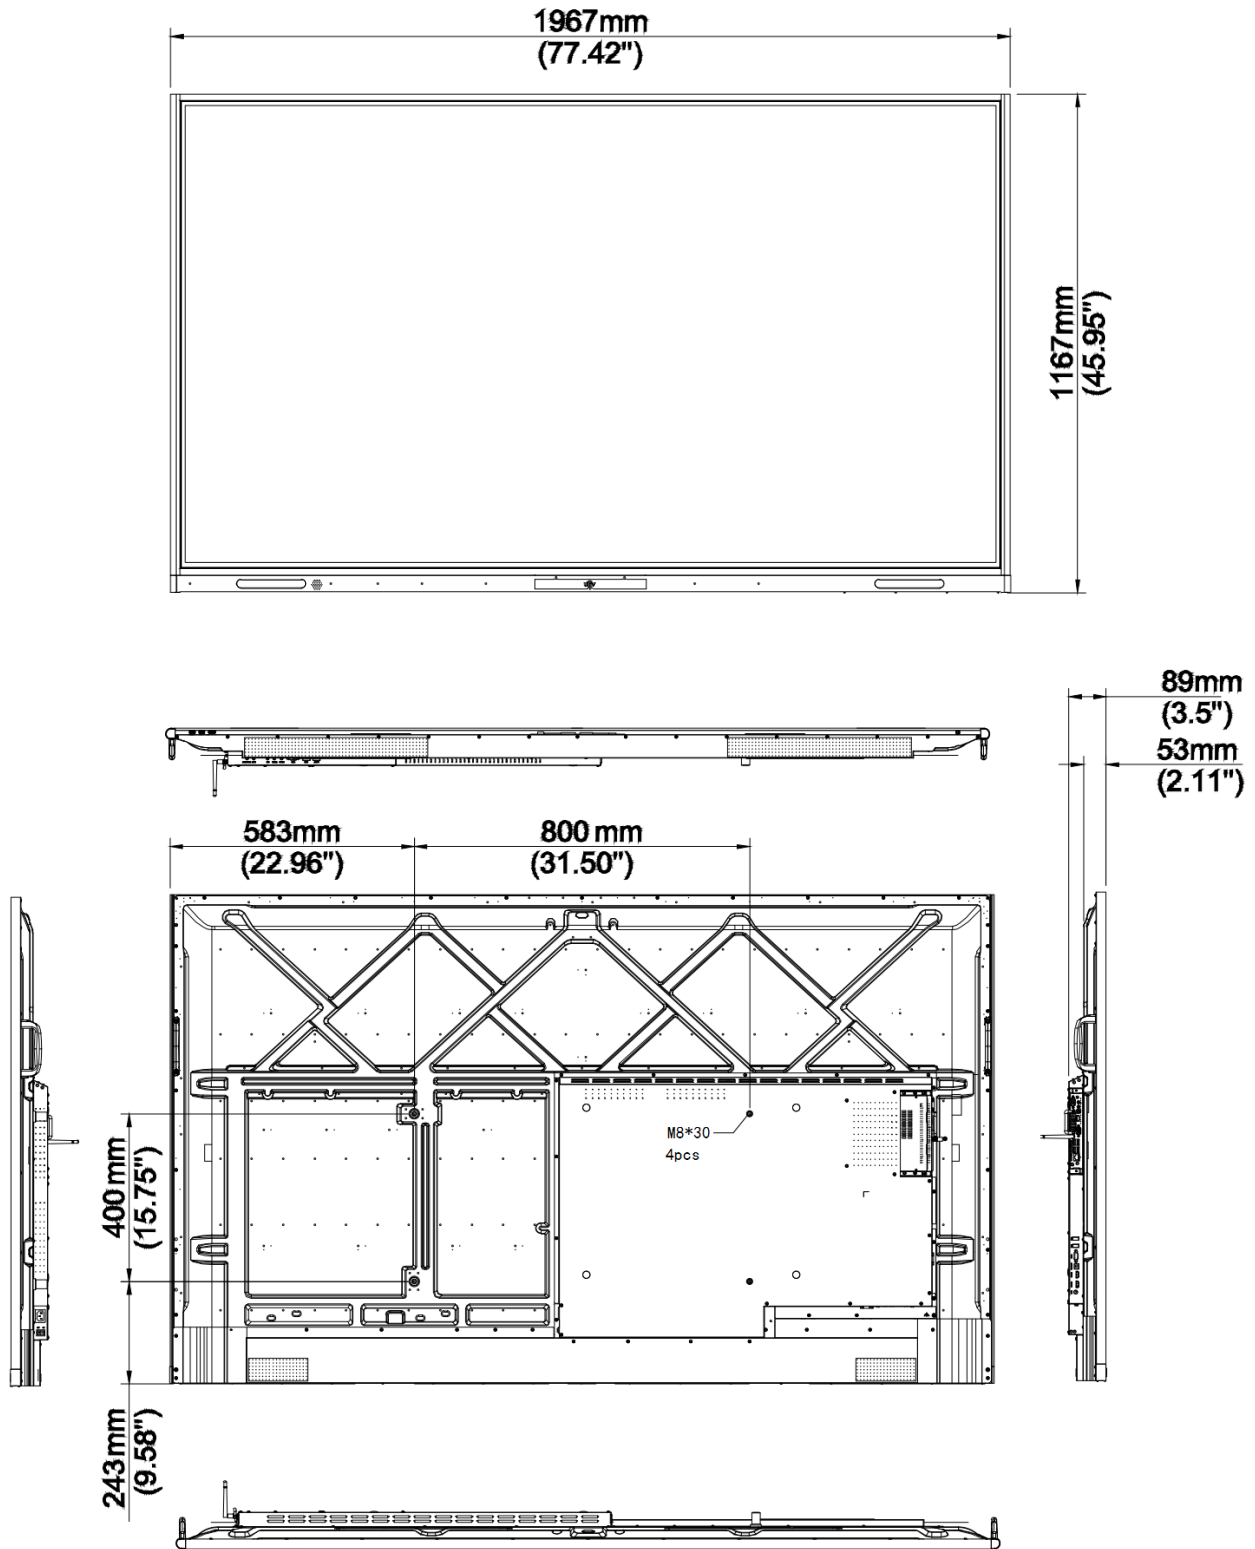 1967mm
(77.42")
1167mm
(45.95")
89mm
(3.5")
53mm
(2.11")
583mm
(22.96")
800 mm
(31.50")
M8*30
4pcs
400mm
(15.75")
243mm
(9.58")